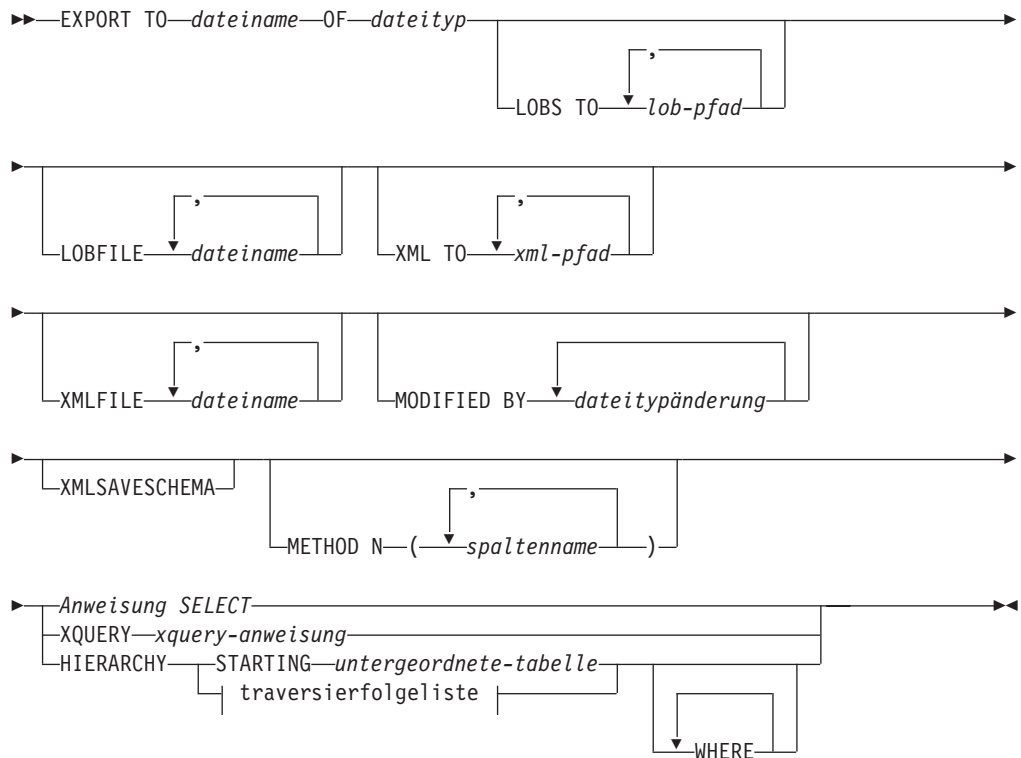 EXPORT TO dateiname OF dateityp
,
LOBS TO lob-pfad
, ,
LOBFILE dateiname XML TO xml-pfad
,
XMLFILE dateiname MODIFIED BY dateitypänderung
XMLSAVESCHEMA ,
METHOD N ( spaltenname )
Anweisung SELECT
XQUERY xquery-anweisung
HIERARCHY STARTING untergeordnete-tabelle
traversierfolgeliste
WHERE